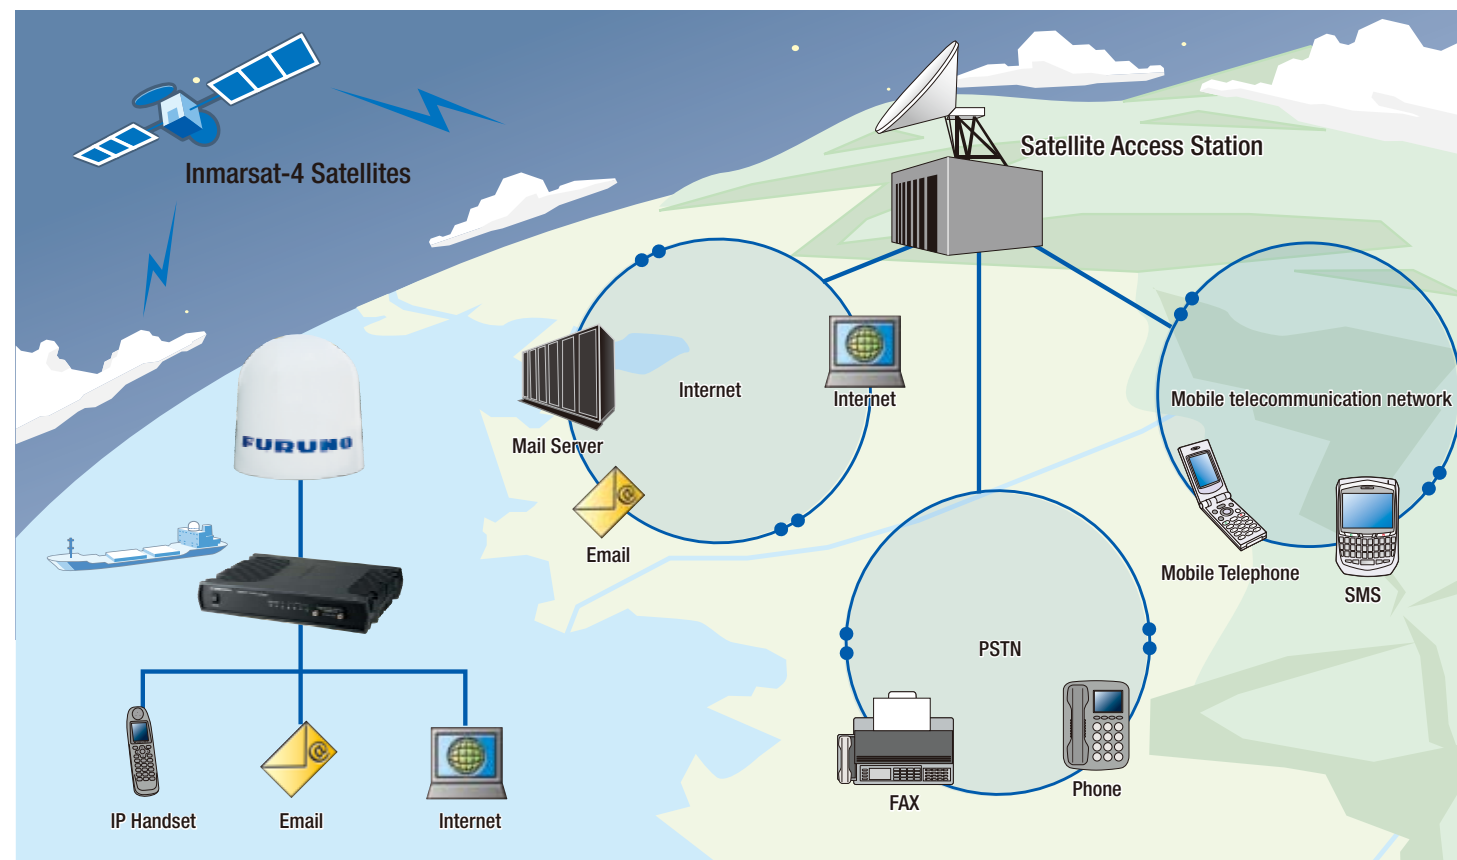 Inmarsat-4 Satellites
Satellite Access Station
FURUNO
Internet
Internet
Mail Server
Email
Mobile telecommunication network
Mobile Telephone
SMS
PSTN
FAX
Phone
IP Handset
Email
Internet